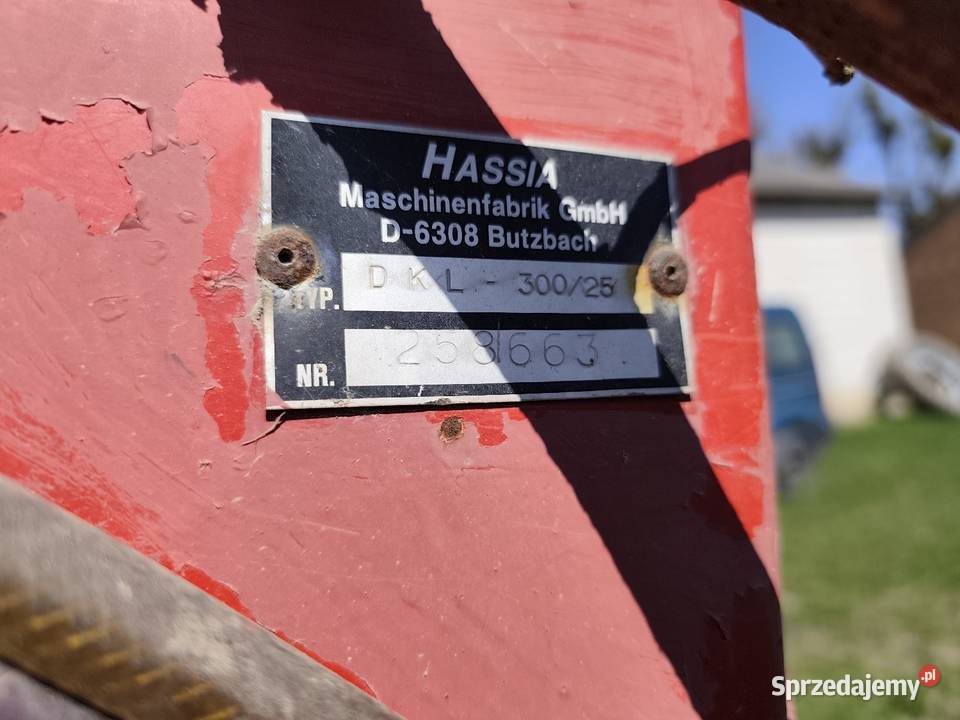 HASSIA
Maschinenfabrik GmbH
D-6308 Butzbach
TYP. DKL - 300/25
NR. 258663
Sprzedajemy.pl